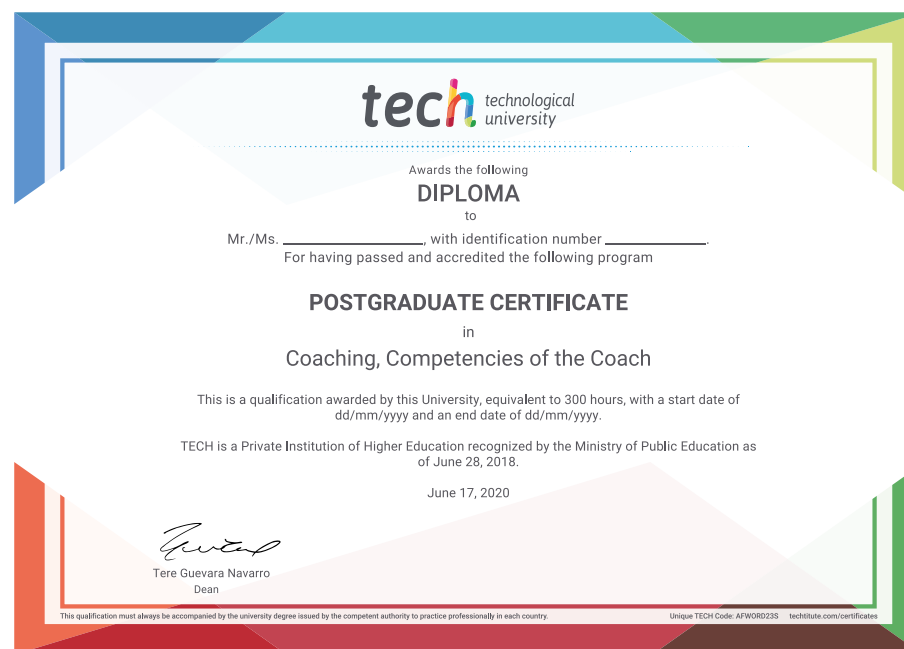 tech technological
university
Awards the following
DIPLOMA
to
Mr./Ms. ____________________, with identification number ______________.
For having passed and accredited the following program
POSTGRADUATE CERTIFICATE
in
Coaching, Competencies of the Coach
This is a qualification awarded by this University, equivalent to 300 hours, with a start date of
dd/mm/yyyy and an end date of dd/mm/yyyy.
TECH is a Private Institution of Higher Education recognized by the Ministry of Public Education as
of June 28, 2018.
June 17, 2020
Tere Guevara Navarro
Dean
This qualification must always be accompanied by the university degree issued by the competent authority to practice professionally in each country.
Unique TECH Code: AFWORD23S techtitute.com/certificates